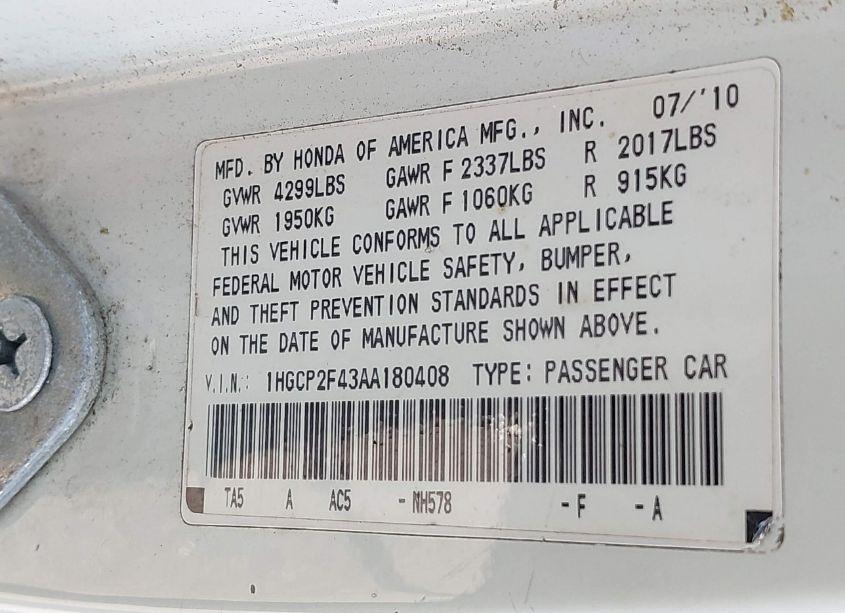 MFD. BY HONDA OF AMERICA MFG., INC. 07/'10
GVWR 4299LBS GAWR F 2337LBS R 2017LBS
GVWR 1950KG GAWR F 1060KG R 915KG
THIS VEHICLE CONFORMS TO ALL APPLICABLE
FEDERAL MOTOR VEHICLE SAFETY, BUMPER,
AND THEFT PREVENTION STANDARDS IN EFFECT
ON THE DATE OF MANUFACTURE SHOWN ABOVE.
V.I.N.: 1HGCP2F43AA180408 TYPE: PASSENGER CAR
TA5 A AC5 - NH578 - F - A